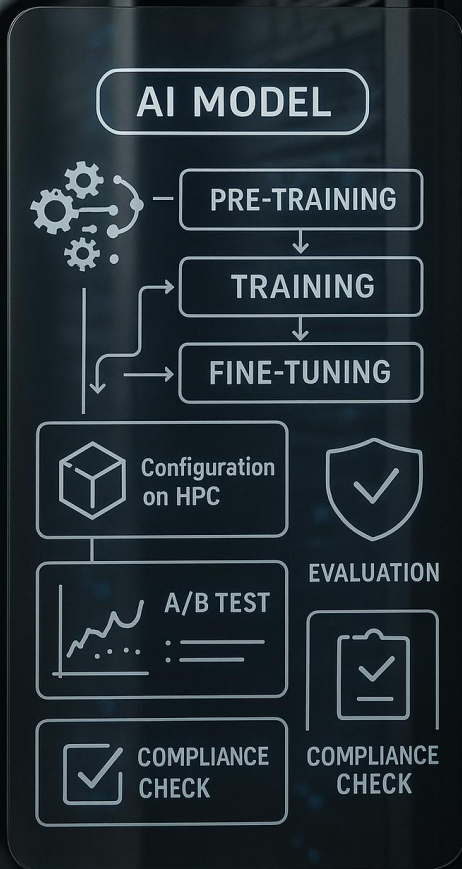 AI MODEL
PRE-TRAINING
TRAINING
FINE-TUNING
Configuration
on HPC
EVALUATION
A/B TEST
COMPLIANCE
CHECK
COMPLIANCE
CHECK